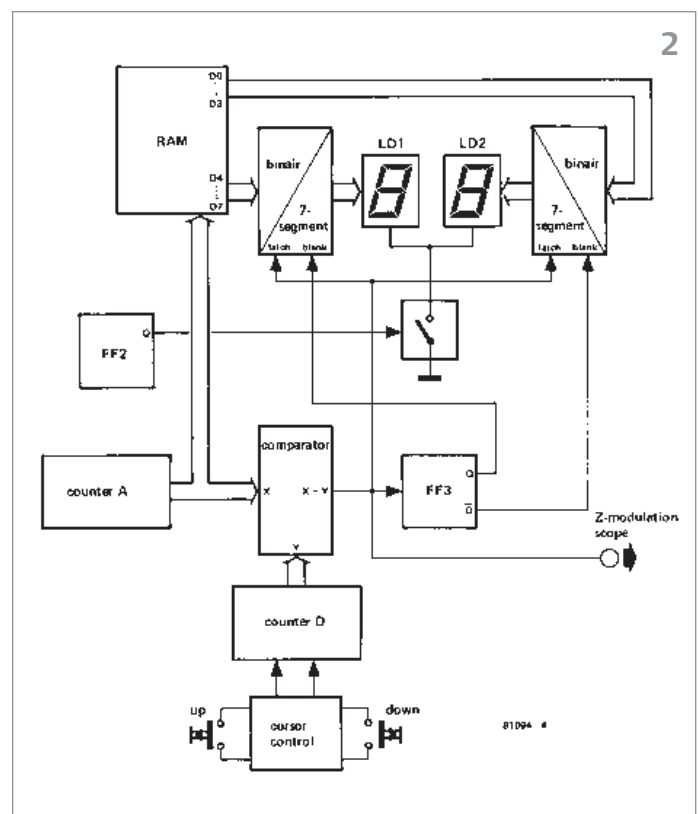 2
D0
D3
RAM
LD1
LD2
binair
binair
D4
D7
7-
segment
7-
segment
latch blank
latch blank
Q
FF2
comparator
counter A
X
X = Y
Y
FF3
Q
Q̅
Z-modulation
scope
counter D
up
cursor
control
down
81094 4